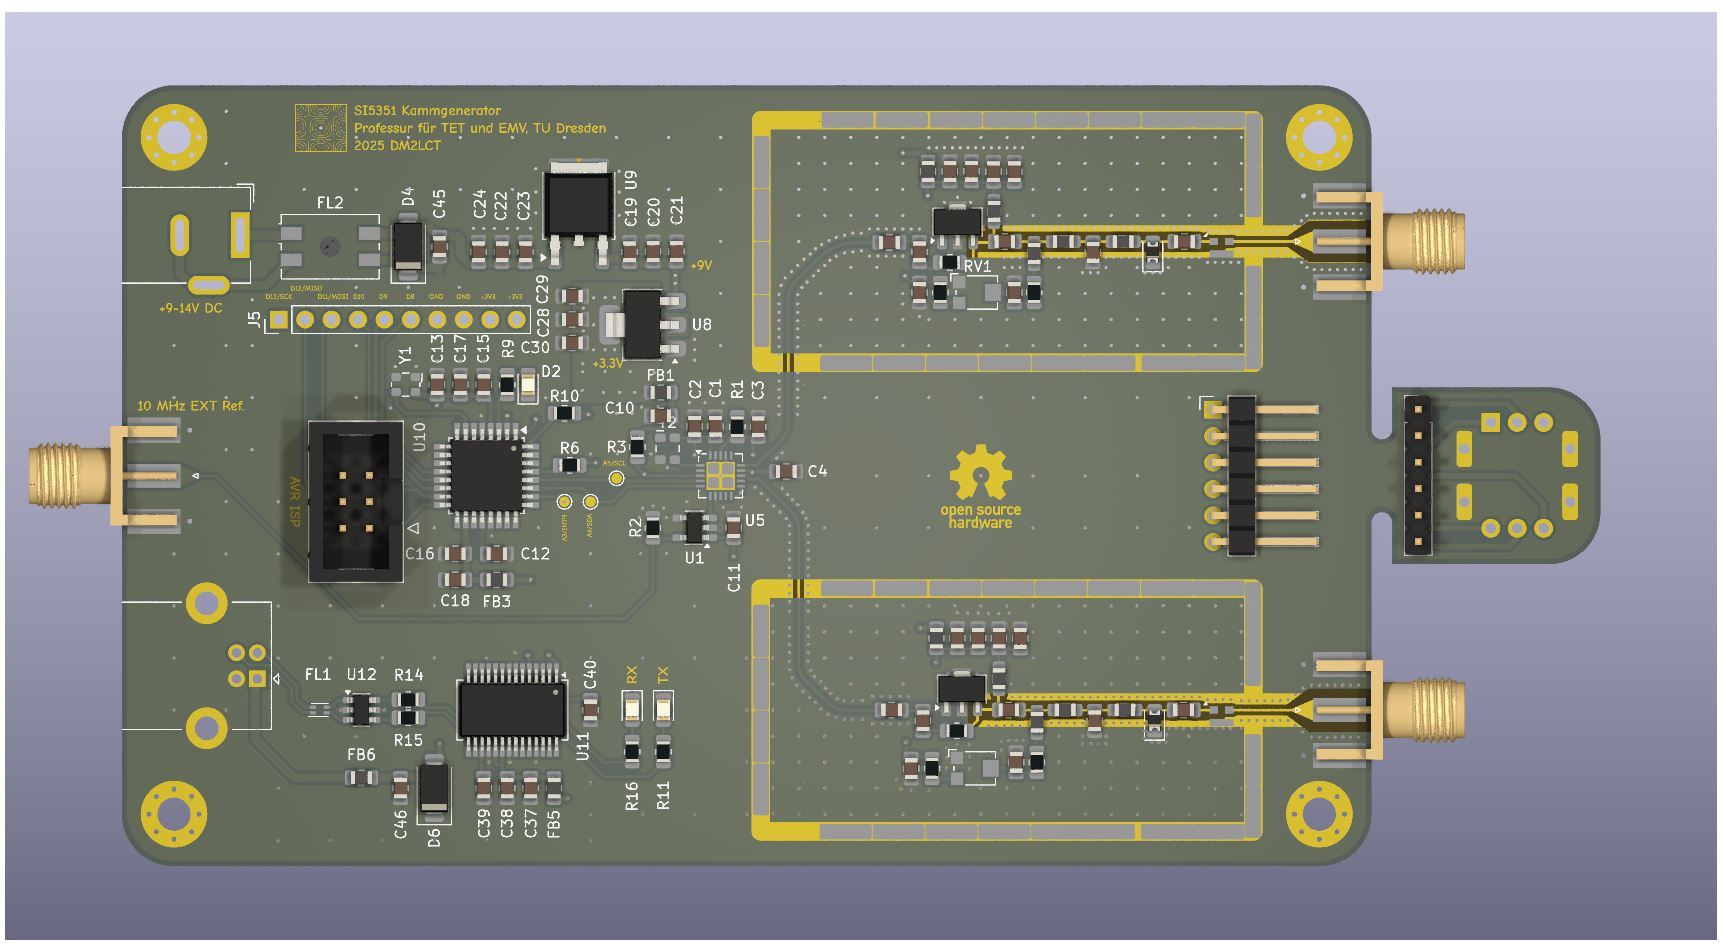 SI5351 Kammgenerator
Professur für TET und EMV, TU Dresden
2025 DM2LCT
FL2
D4
C45
C24
C22
C23
U9
C19
C20
C21
+9V
+9-14V DC
D13/SCK
D12/MISO
D11/MOSI
D10
D9
D8
GND
GND
+3V3
+3V3
J5
C29
C28
C30
U8
+3.3V
RV1
Y1
C13
C17
C15
R9
D2
FB1
10 MHz EXT Ref.
R10
C10
C2
C1
R1
C3
U10
R6
R3
A5/SCL
C4
AVR ISP
A4/SDA
R2
U1
U5
C11
open source
hardware
C16
C12
C18
FB3
FL1
U12
R14
R15
C40
RX
TX
U11
FB6
C46
D6
C39
C38
C37
FB5
R16
R11